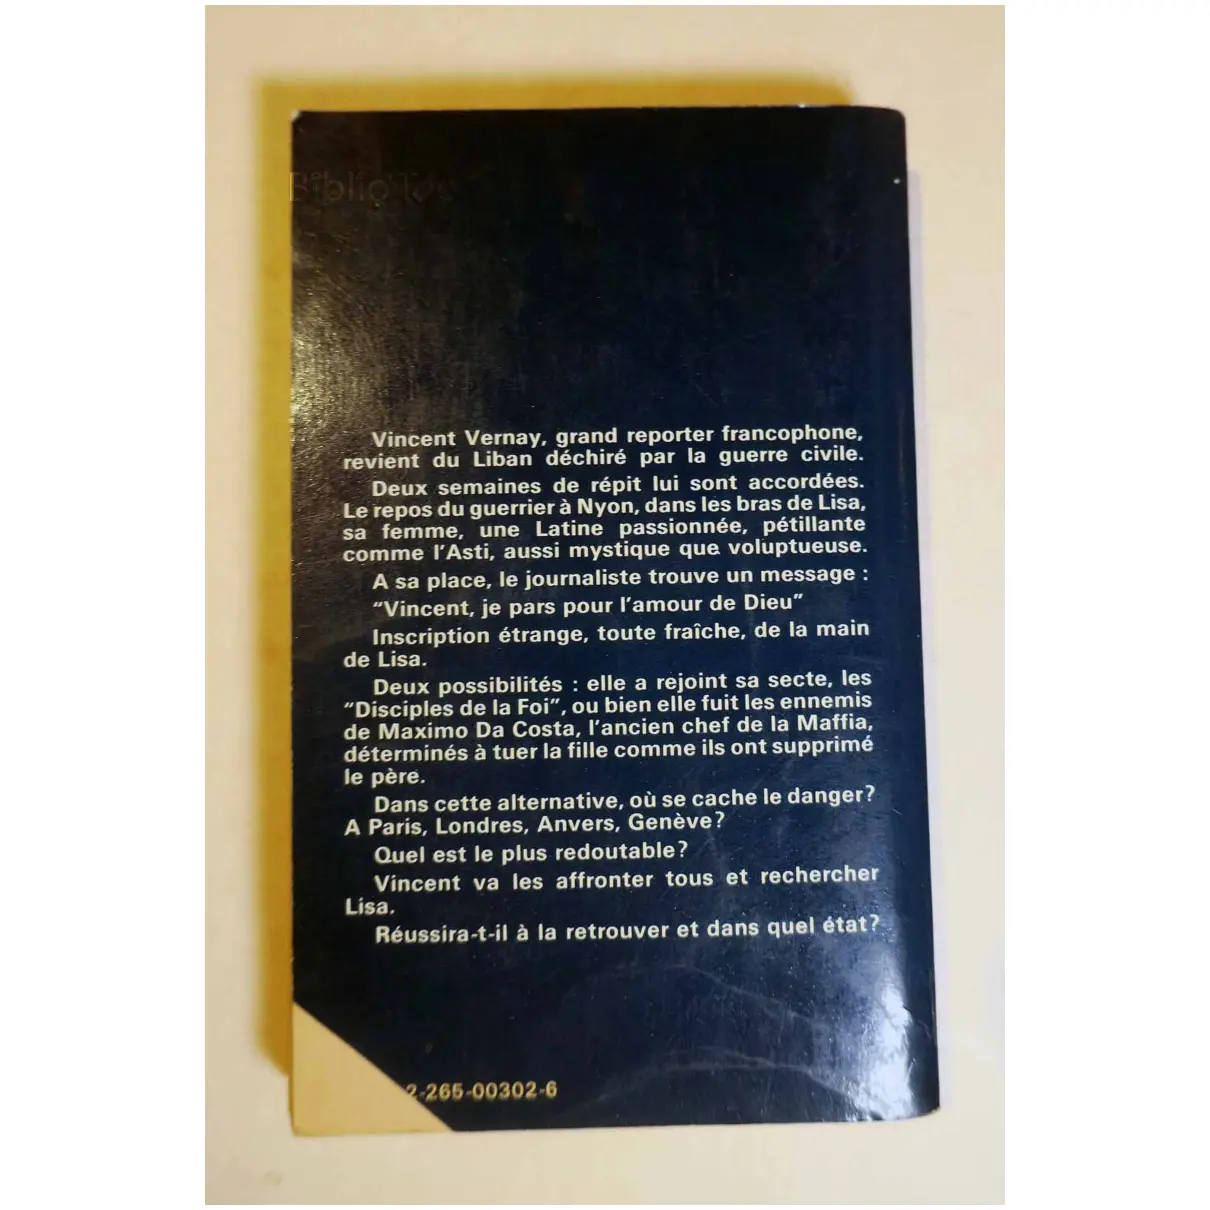 Vincent Vernay, grand reporter francophone,
revient du Liban déchiré par la guerre civile.
Deux semaines de répit lui sont accordées.
Le repos du guerrier à Nyon, dans les bras de Lisa,
sa femme, une Latine passionnée, pétillante
comme l'Asti, aussi mystique que voluptueuse.
A sa place, le journaliste trouve un message :
"Vincent, je pars pour l'amour de Dieu"
Inscription étrange, toute fraîche, de la main
de Lisa.
Deux possibilités : elle a rejoint sa secte, les
"Disciples de la Foi", ou bien elle fuit les ennemis
de Maximo Da Costa, l'ancien chef de la Maffia,
déterminés à tuer la fille comme ils ont supprimé
le père.
Dans cette alternative, où se cache le danger?
A Paris, Londres, Anvers, Genève?
Quel est le plus redoutable?
Vincent va les affronter tous et rechercher
Lisa.
Réussira-t-il à la retrouver et dans quel état?
2-265-00302-6